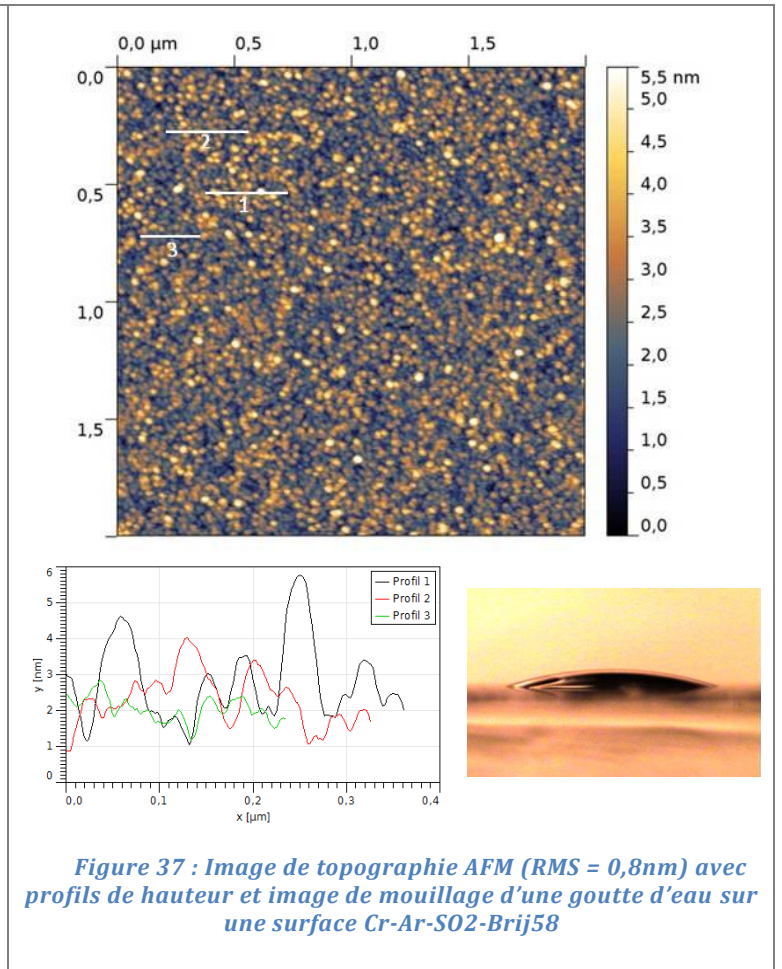 0,0 µm 0,5 1,0 1,5
0,0
0,5
1,0
1,5
2
1
3
5,5 nm
5,0
4,5
4,0
3,5
3,0
2,5
2,0
1,5
1,0
0,5
0,0
6
5
4
3
2
1
0
y [nm]
Profil 1
Profil 2
Profil 3
0,0 0,1 0,2 0,3 0,4
x [µm]
Figure 37 : Image de topographie AFM (RMS = 0,8nm) avec
profils de hauteur et image de mouillage d'une goutte d'eau sur
une surface Cr-Ar-SO2-Brij58